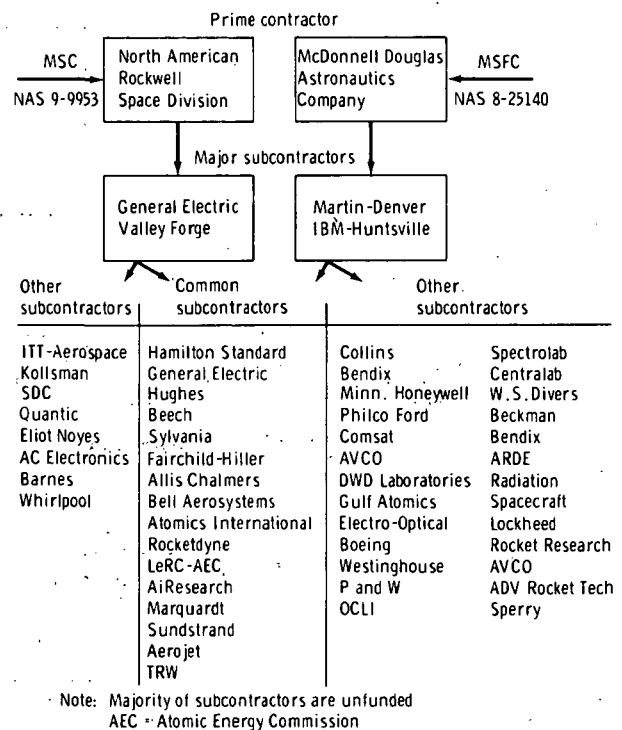 Prime contractor
MSC
NAS 9-9953
North American
Rockwell
Space Division
McDonnell Douglas
Astronautics
Company
MSFC
NAS 8-25140
Major subcontractors
General Electric
Valley Forge
Martin-Denver
IBM-Huntsville
Other
subcontractors
Common
subcontractors
Other
subcontractors
ITT-Aerospace
Kollsman
SDC
Quantic
Eliot Noyes
AC Electronics
Barnes
Whirlpool
Hamilton Standard
General Electric
Hughes
Beech
Sylvania
Fairchild-Hiller
Allis Chalmers
Bell Aerosystems
Atomics International
Rocketdyne
LeRC-AEC
AiResearch
Marquardt
Sundstrand
Aerojet
TRW
Collins
Bendix
Minn. Honeywell
Philco Ford
Comsat
AVCO
DWD Laboratories
Gulf Atomics
Electro-Optical
Boeing
Westinghouse
P and W
OCLI
Spectrolab
Centralab
W.S. Divers
Beckman
Bendix
ARDE
Radiation
Spacecraft
Lockheed
Rocket Research
AVCO
ADV Rocket Tech
Sperry
Note: Majority of subcontractors are unfunded
AEC = Atomic Energy Commission